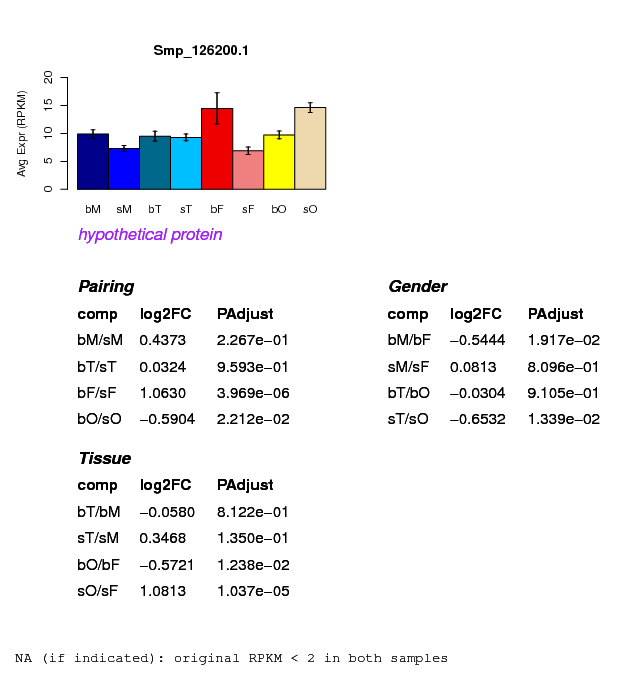 Smp_126200.1
Avg Expr (RPKM)
20
15
10
5
0
bM sM bT sT bF sF bO sO
hypothetical protein
Pairing
comp log2FC PAdjust
bM/sM 0.4373 2.267e−01
bT/sT 0.0324 9.593e−01
bF/sF 1.0630 3.969e−06
bO/sO −0.5904 2.212e−02
Gender
comp log2FC PAdjust
bM/bF −0.5444 1.917e−02
sM/sF 0.0813 8.096e−01
bT/bO −0.0304 9.105e−01
sT/sO −0.6532 1.339e−02
Tissue
comp log2FC PAdjust
bT/bM −0.0580 8.122e−01
sT/sM 0.3468 1.350e−01
bO/bF −0.5721 1.238e−02
sO/sF 1.0813 1.037e−05
NA (if indicated): original RPKM < 2 in both samples